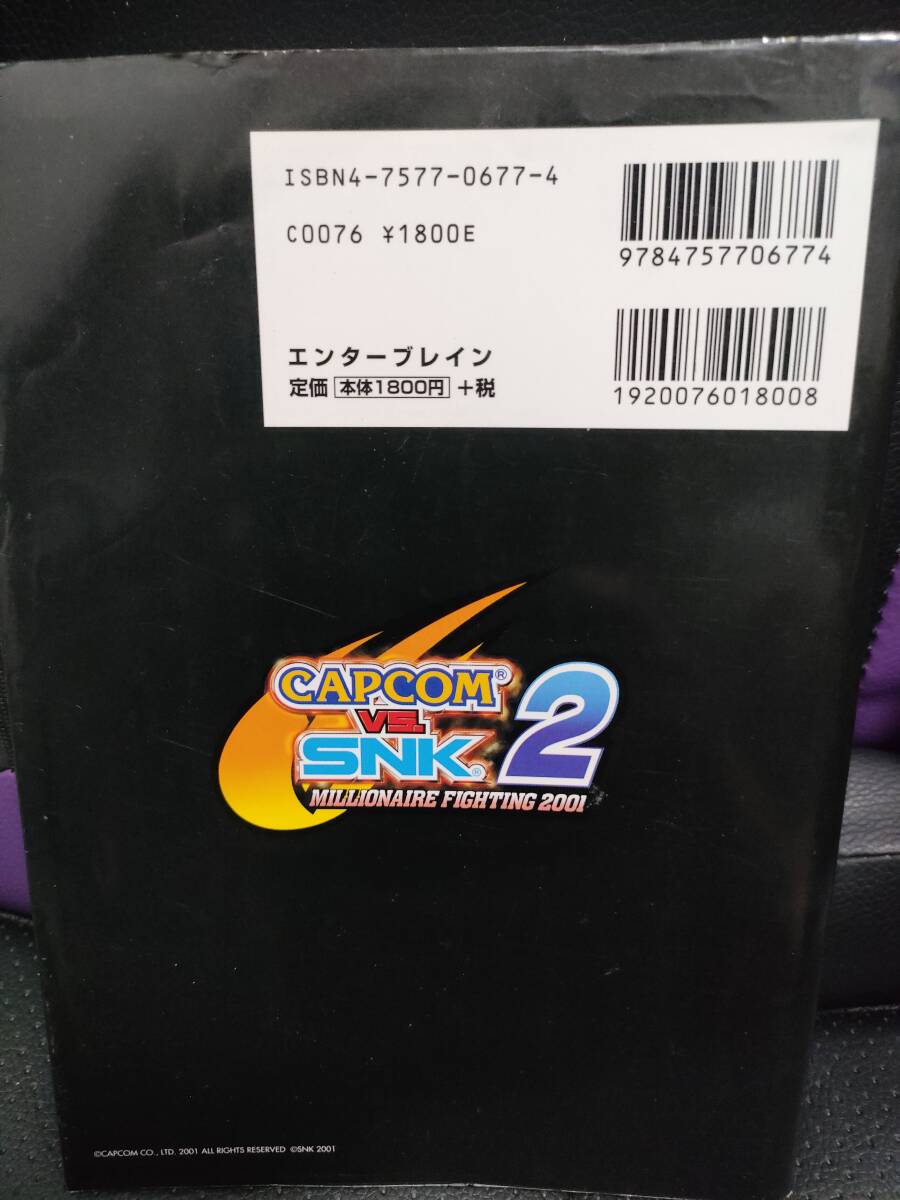 ISBN4-7577-0677-4
C0076 ¥1800E
9784757706774
エンターブレイン
定価 本体1800円 +税
1920076018008
CAPCOM®
VS.
SNK® 2
MILLIONAIRE FIGHTING 2001
©CAPCOM CO., LTD. 2001 ALL RIGHTS RESERVED ©SNK 2001